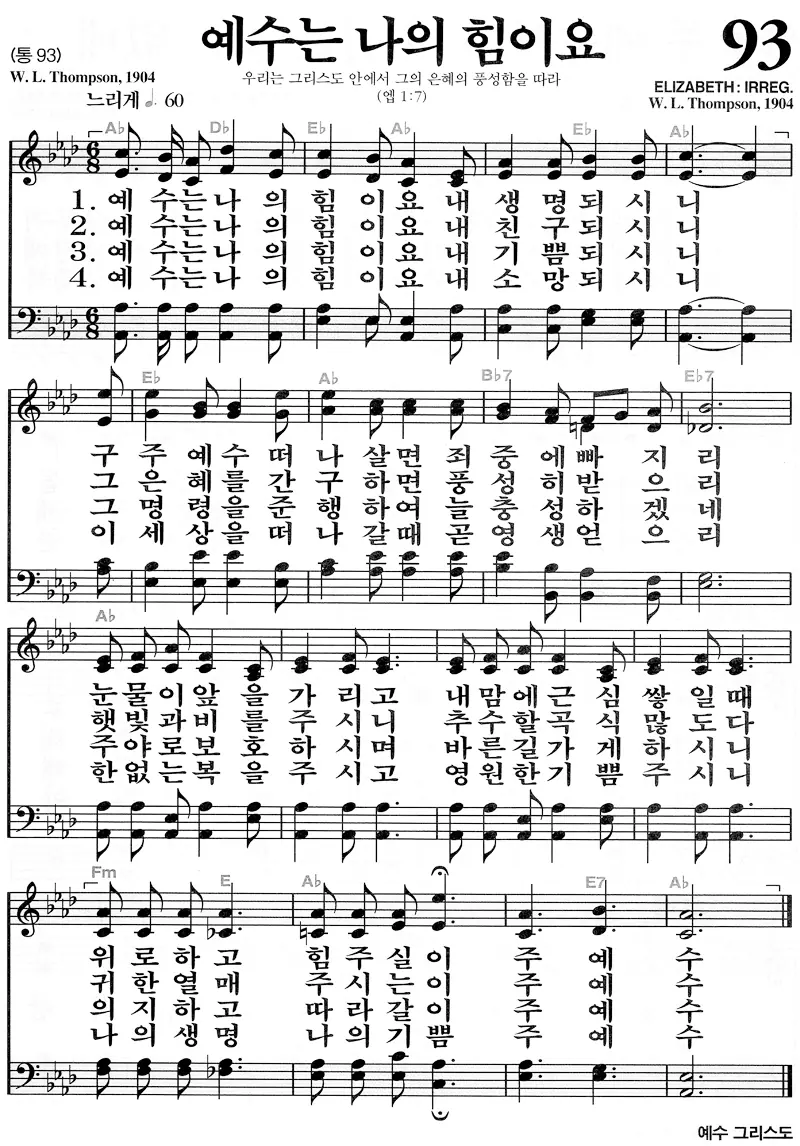 예수는 나의 힘이요
93
(통 93)
W. L. Thompson, 1904
우리는 그리스도 안에서 그의 은혜의 풍성함을 따라
(엡 1:7)
ELIZABETH : IRREG.
W. L. Thompson, 1904
느리게 ♩. 60
A♭ D♭ E♭ A♭ E♭ A♭
6/8
1. 예 수는 나 의 힘 이 요 내 생 명 되 시 니
2. 예 수는 나 의 힘 이 요 내 친 구 되 시 니
3. 예 수는 나 의 힘 이 요 내 기 쁨 되 시 니
4. 예 수는 나 의 힘 이 요 내 소 망 되 시 니
6/8
E♭ A♭ B♭7 E♭7
구 주 예 수 떠 나 살 면 죄 중 에 빠 지 리
그 은 혜 를 간 구 하 면 풍 성 히 받 으 리
그 명 령 을 준 행 하 여 늘 충 성 하 겠 네
이 세 상 을 떠 나 갈 때 곧 영 생 얻 으 리
A♭
눈 물 이 앞 을 가 리 고 내 맘 에 근 심 쌓 일 때
햇 빛 과 비 를 주 시 니 추 수 할 곡 식 많 도 다
주 야 로 보 호 하 시 며 바 른 길 가 게 하 시 니
한 없 는 복 을 주 시 고 영 원 한 기 쁨 주 시 니
Fm E A♭ E7 A♭
위 로 하 고 힘 주 실 이 주 예 수
귀 한 열 매 주 시 는 이 주 예 수
의 지 하 고 따 라 갈 이 주 예 수
나 의 생 명 나 의 기 쁨 주 예 수
예수 그리스도